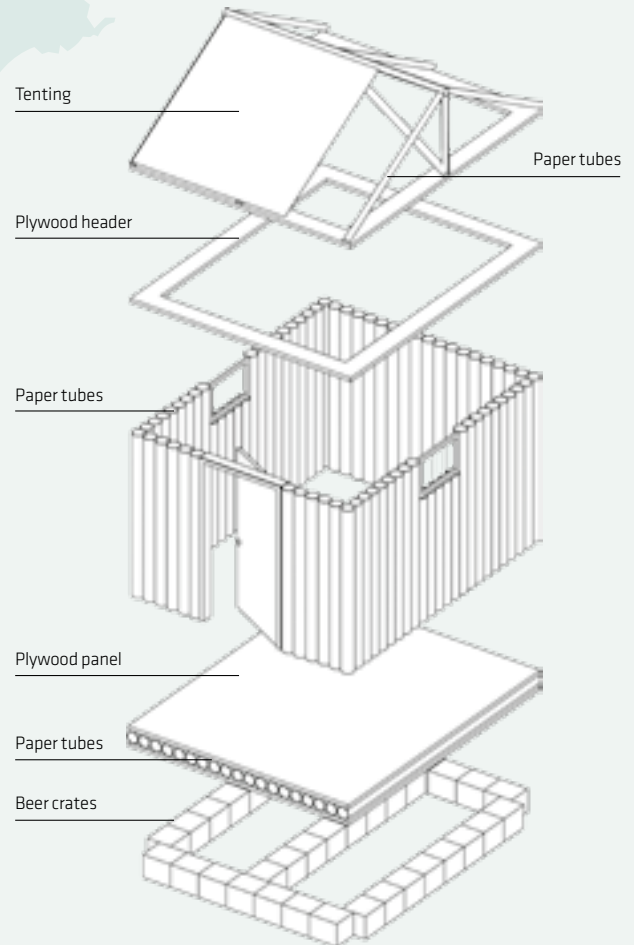 Tenting
Paper tubes
Plywood header
Paper tubes
Plywood panel
Paper tubes
Beer crates